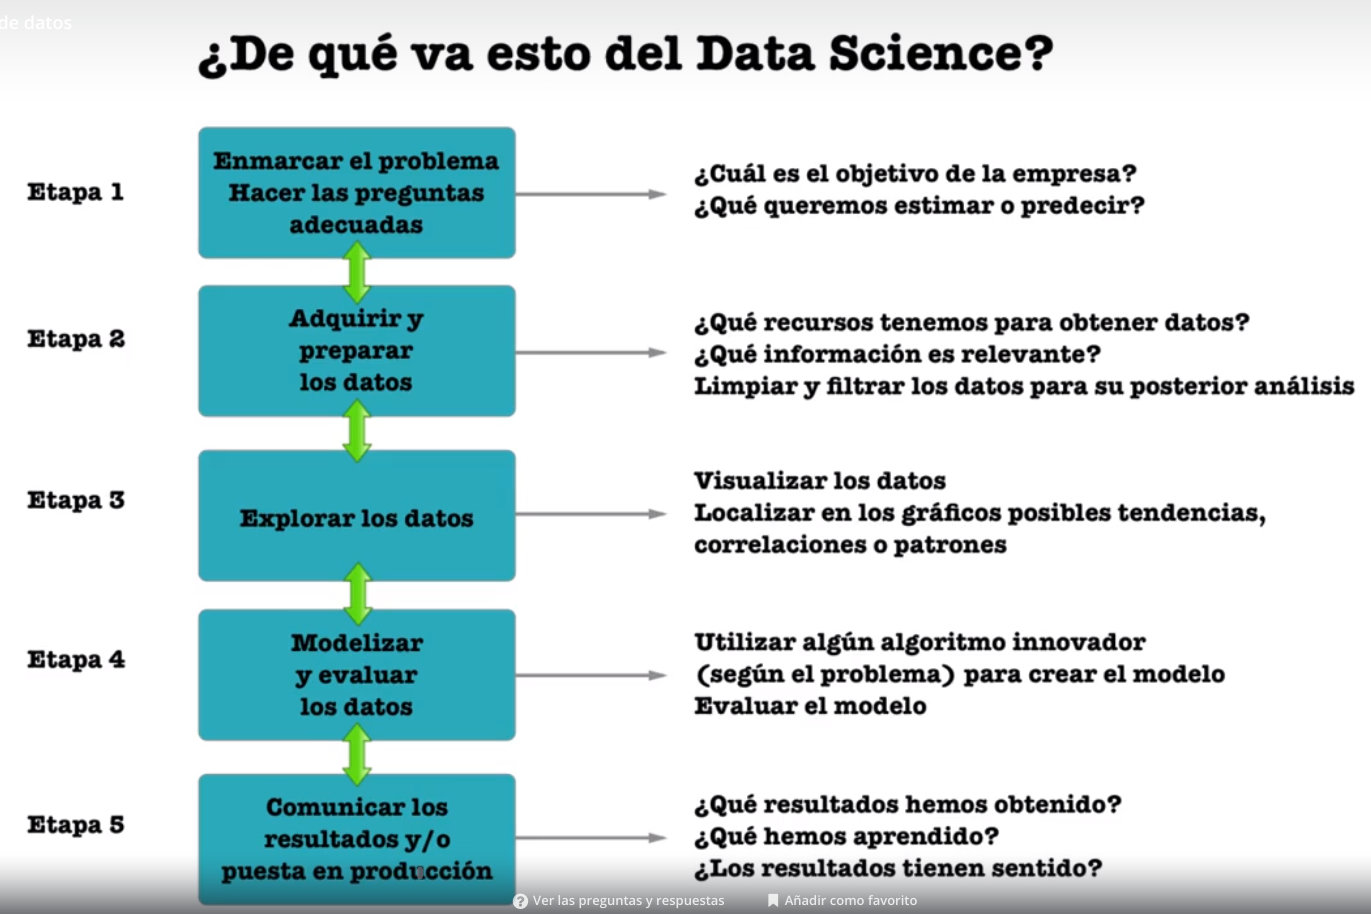 de datos
¿De qué va esto del Data Science?
Etapa 1
Enmarcar el problema
Hacer las preguntas
adecuadas
¿Cuál es el objetivo de la empresa?
¿Qué queremos estimar o predecir?
Etapa 2
Adquirir y
preparar
los datos
¿Qué recursos tenemos para obtener datos?
¿Qué información es relevante?
Limpiar y filtrar los datos para su posterior análisis
Etapa 3
Explorar los datos
Visualizar los datos
Localizar en los gráficos posibles tendencias,
correlaciones o patrones
Etapa 4
Modelizar
y evaluar
los datos
Utilizar algún algoritmo innovador
(según el problema) para crear el modelo
Evaluar el modelo
Etapa 5
Comunicar los
resultados y/o
puesta en producción
¿Qué resultados hemos obtenido?
¿Qué hemos aprendido?
¿Los resultados tienen sentido?
Ver las preguntas y respuestas
Añadir como favorito